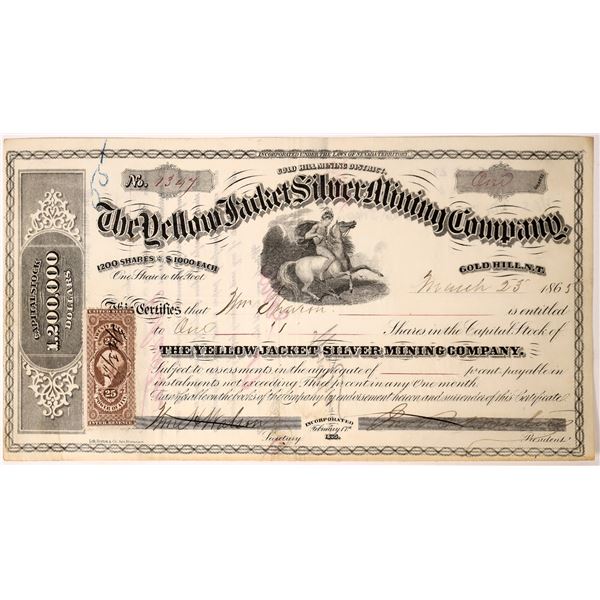 INCORPORATED UNDER THE LAWS OF NEVADA TERRITORY
GOLD HILL MINING DISTRICT.
No. 1347
One
SHARES
The Yellow Jacket Silver Mining Company;
1200 SHARES $1000 EACH
One Share to the Foot.
GOLD HILL, N.T.
March 25 1865
This Certifies that Wm Sharon is entitled
to One Shares in the Capital Stock of
THE YELLOW JACKET SILVER MINING COMPANY.
Subject to assessments in the aggregate of percent payable in
instalments not exceeding Three percent in any One month.
Transferable on the books of the Company by endorsement hereon and surrender of this Certificate
INCORPORATED
February 17th
Secretary
President
CAPITAL STOCK
1,200,000
DOLLARS
25
INTER. REVENUE